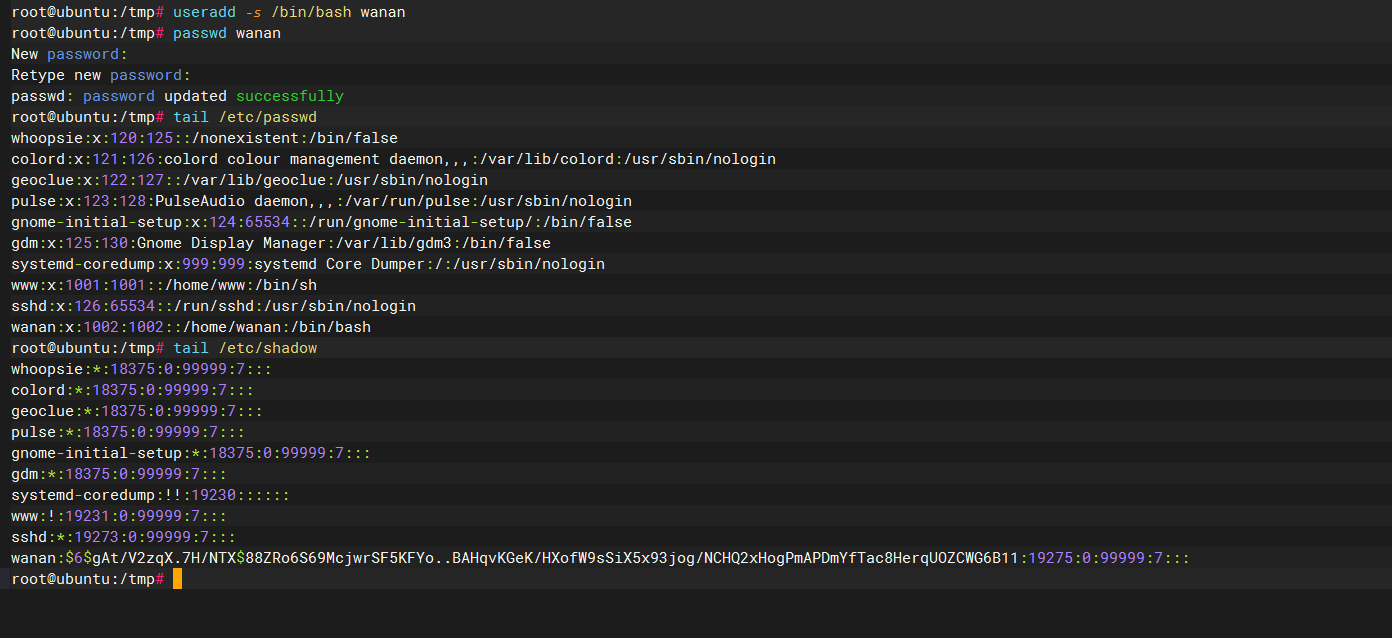 root@ubuntu:/tmp# useradd -s /bin/bash wanan
root@ubuntu:/tmp# passwd wanan
New password:
Retype new password:
passwd: password updated successfully
root@ubuntu:/tmp# tail /etc/passwd
whoopsie:x:120:125::/nonexistent:/bin/false
colord:x:121:126:colord colour management daemon,,,:/var/lib/colord:/usr/sbin/nologin
geoclue:x:122:127::/var/lib/geoclue:/usr/sbin/nologin
pulse:x:123:128:PulseAudio daemon,,,:/var/run/pulse:/usr/sbin/nologin
gnome-initial-setup:x:124:65534::/run/gnome-initial-setup/:/bin/false
gdm:x:125:130:Gnome Display Manager:/var/lib/gdm3:/bin/false
systemd-coredump:x:999:999:systemd Core Dumper:/:/usr/sbin/nologin
www:x:1001:1001::/home/www:/bin/sh
sshd:x:126:65534::/run/sshd:/usr/sbin/nologin
wanan:x:1002:1002::/home/wanan:/bin/bash
root@ubuntu:/tmp# tail /etc/shadow
whoopsie:*:18375:0:99999:7:::
colord:*:18375:0:99999:7:::
geoclue:*:18375:0:99999:7:::
pulse:*:18375:0:99999:7:::
gnome-initial-setup:*:18375:0:99999:7:::
gdm:*:18375:0:99999:7:::
systemd-coredump:!!:19230::::::
www:!:19231:0:99999:7:::
sshd:*:19273:0:99999:7:::
wanan:$6$gAt/V2zqX.7H/NTX$88ZRo6S69McjwrSF5KFYo..BAHqvKGeK/HXofW9sSiX5x93jog/NCHQ2xHogPmAPDmYfTac8HerqUOZCWG6B11:19275:0:99999:7:::
root@ubuntu:/tmp#